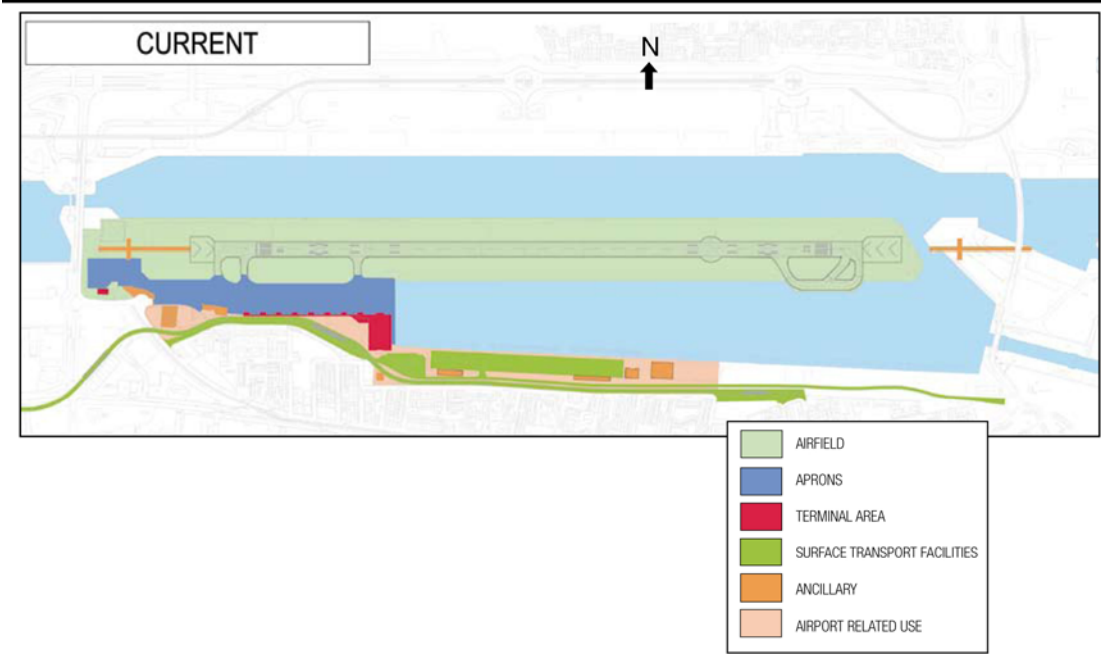 CURRENT
N
AIRFIELD
APRONS
TERMINAL AREA
SURFACE TRANSPORT FACILITIES
ANCILLARY
AIRPORT RELATED USE